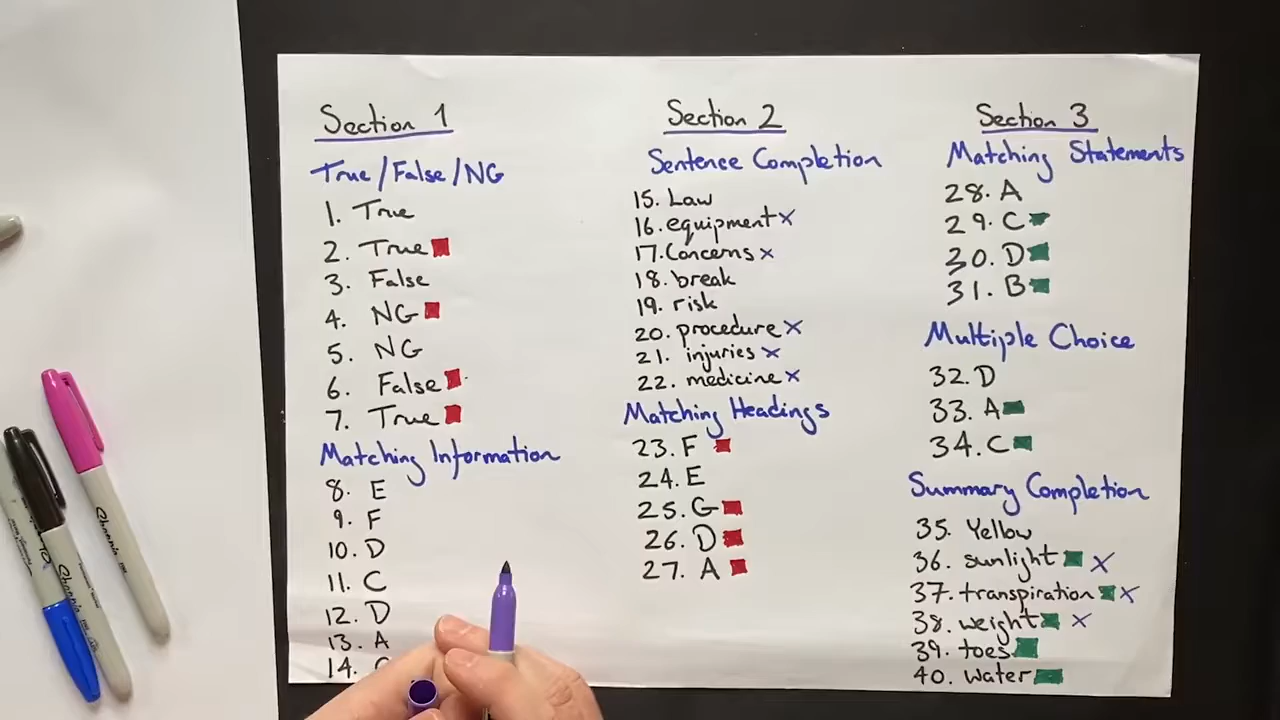 Section 1
True/False/NG
1. True
2. True
3. False
4. NG
5. NG
6. False
7. True
Matching Information
8. E
9. F
10. D
11. C
12. D
13. A
14.
Section 2
Sentence Completion
15. Law
16. equipment x
17. Concerns x
18. break
19. risk
20. procedure x
21. injuries x
22. medicine x
Matching Headings
23. F
24. E
25. G
26. D
27. A
Section 3
Matching Statements
28. A
29. C
30. D
31. B
Multiple Choice
32. D
33. A
34. C
Summary Completion
35. Yellow
36. sunlight x
37. transpiration x
38. weight x
39. toes
40. water
Sharpie
Sharpie